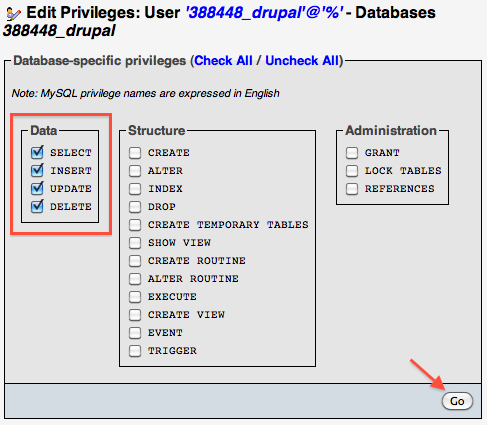 Edit Privileges: User '388448_drupal'@'%' - Databases
388448_drupal
Database-specific privileges (Check All / Uncheck All)
Note: MySQL privilege names are expressed in English
Data
SELECT
INSERT
UPDATE
DELETE
Structure
CREATE
ALTER
INDEX
DROP
CREATE TEMPORARY TABLES
SHOW VIEW
CREATE ROUTINE
ALTER ROUTINE
EXECUTE
CREATE VIEW
EVENT
TRIGGER
Administration
GRANT
LOCK TABLES
REFERENCES
Go